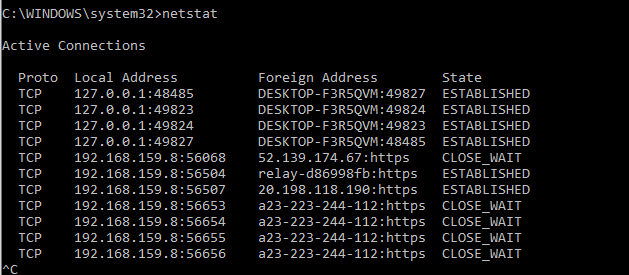 C:\WINDOWS\system32>netstat
Active Connections
Proto  Local Address          Foreign Address        State
TCP    127.0.0.1:48485        DESKTOP-F3R5QVM:49827  ESTABLISHED
TCP    127.0.0.1:49823        DESKTOP-F3R5QVM:49824  ESTABLISHED
TCP    127.0.0.1:49824        DESKTOP-F3R5QVM:49823  ESTABLISHED
TCP    127.0.0.1:49827        DESKTOP-F3R5QVM:48485  ESTABLISHED
TCP    192.168.159.8:56068    52.139.174.67:https    CLOSE_WAIT
TCP    192.168.159.8:56504    relay-d86998fb:https   ESTABLISHED
TCP    192.168.159.8:56507    20.198.118.190:https   ESTABLISHED
TCP    192.168.159.8:56653    a23-223-244-112:https  CLOSE_WAIT
TCP    192.168.159.8:56654    a23-223-244-112:https  CLOSE_WAIT
TCP    192.168.159.8:56655    a23-223-244-112:https  CLOSE_WAIT
TCP    192.168.159.8:56656    a23-223-244-112:https  CLOSE_WAIT
^C